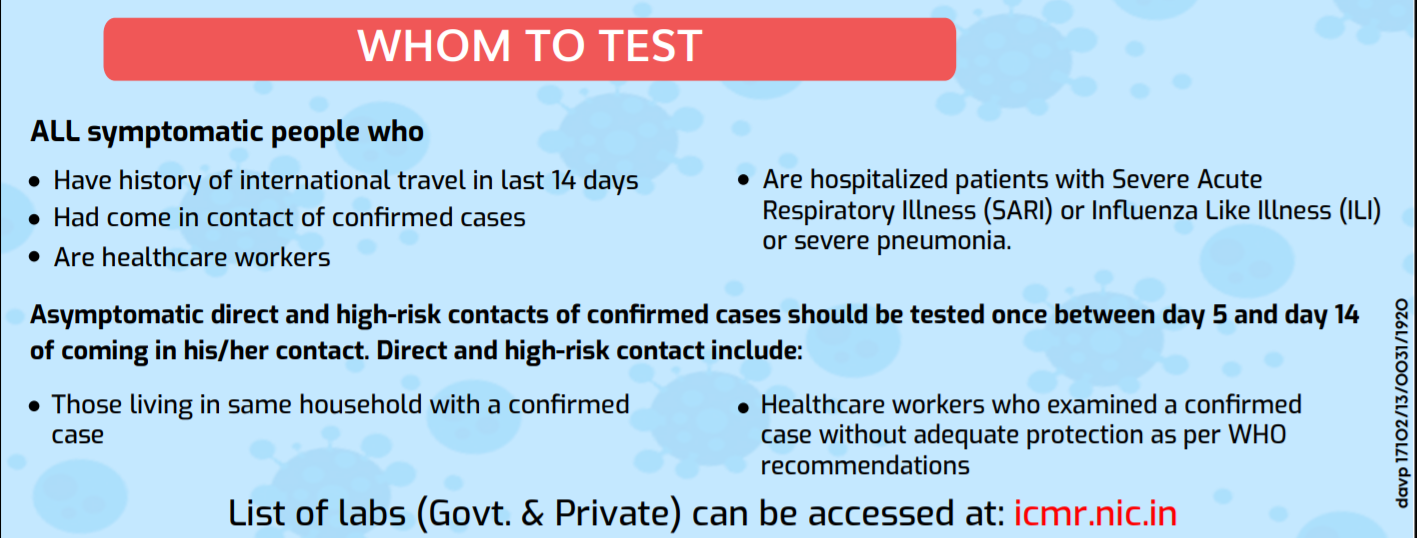 WHOM TO TEST
ALL symptomatic people who
• Have history of international travel in last 14 days
• Had come in contact of confirmed cases
• Are healthcare workers
• Are hospitalized patients with Severe Acute
Respiratory Illness (SARI) or Influenza Like Illness (ILI)
or severe pneumonia.
Asymptomatic direct and high-risk contacts of confirmed cases should be tested once between day 5 and day 14
of coming in his/her contact. Direct and high-risk contact include:
• Those living in same household with a confirmed
case
• Healthcare workers who examined a confirmed
case without adequate protection as per WHO
recommendations
List of labs (Govt. & Private) can be accessed at: icmr.nic.in
davp 17102/13/0031/1920